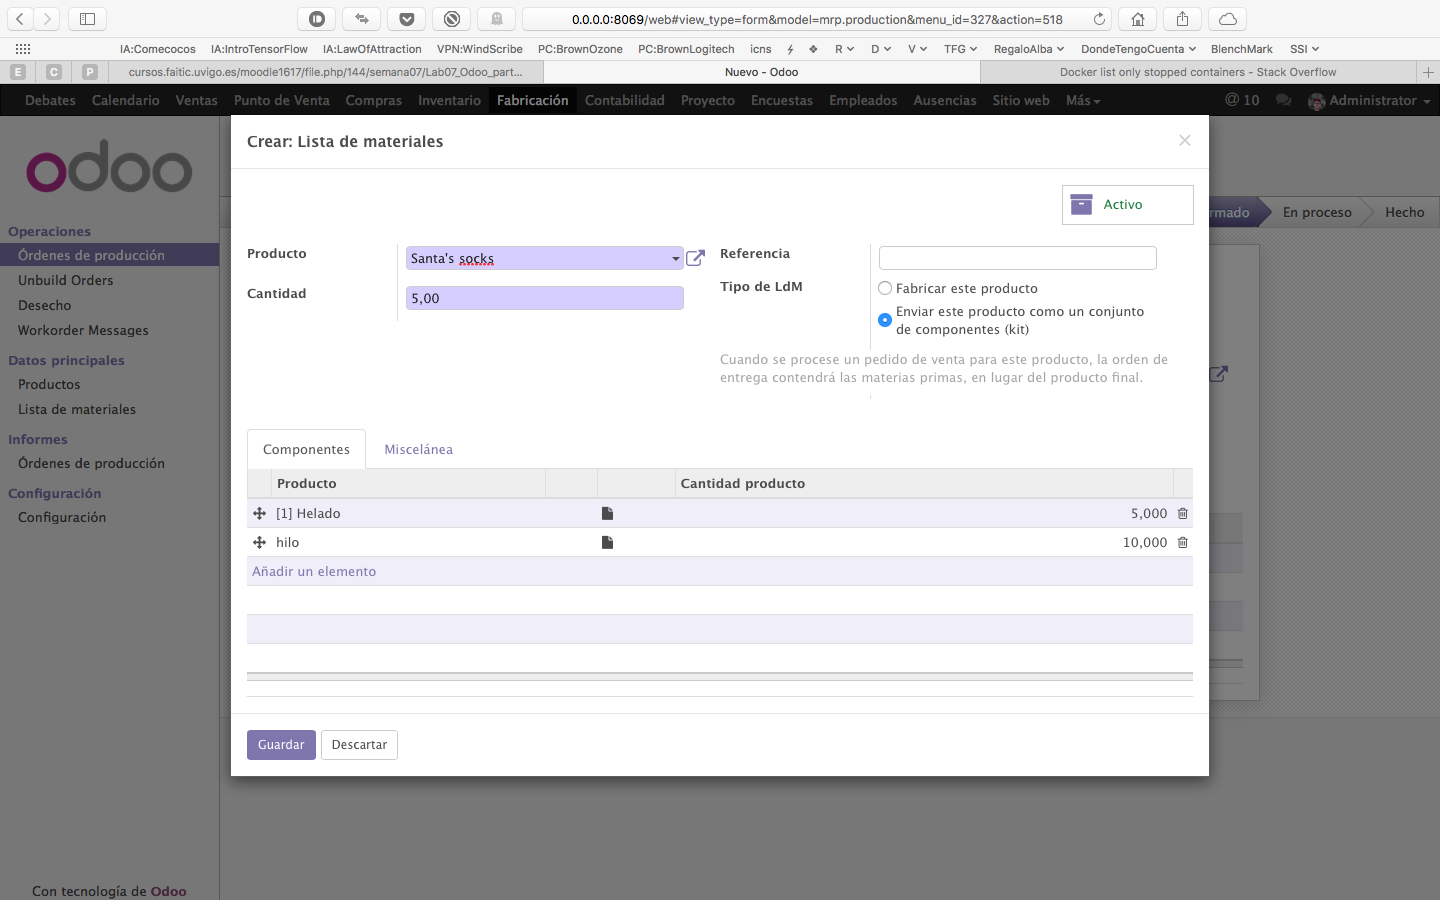 0.0.0.0:8069/web#view_type=form&model=mrp.production&menu_id=327&action=518
IA:Comecocos IA:IntroTensorFlow IA:LawOfAttraction VPN:WindScribe PC:BrownOzone PC:BrownLogitech icns R D V TFG RegaloAlba DondeTengoCuenta BlenchMark SSI
E C P cursos.faitic.uvigo.es/moodle1617/file.php/144/semana07/Lab07_Odoo_part... Nuevo - Odoo Docker list only stopped containers - Stack Overflow
Debates Calendario Ventas Punto de Venta Compras Inventario Fabricación Contabilidad Proyecto Encuestas Empleados Ausencias Sitio web Más @ 10 Administrator
odoo
Operaciones
Órdenes de producción
Unbuild Orders
Desecho
Workorder Messages
Datos principales
Productos
Lista de materiales
Informes
Órdenes de producción
Configuración
Configuración
Con tecnología de Odoo
rmado En proceso Hecho
Crear: Lista de materiales
Activo
Producto Santa's socks
Cantidad 5,00
Referencia
Tipo de LdM Fabricar este producto
Enviar este producto como un conjunto
de componentes (kit)
Cuando se procese un pedido de venta para este producto, la orden de
entrega contendrá las materias primas, en lugar del producto final.
Componentes Miscelánea
Producto Cantidad producto
[1] Helado 5,000
hilo 10,000
Añadir un elemento
Guardar Descartar